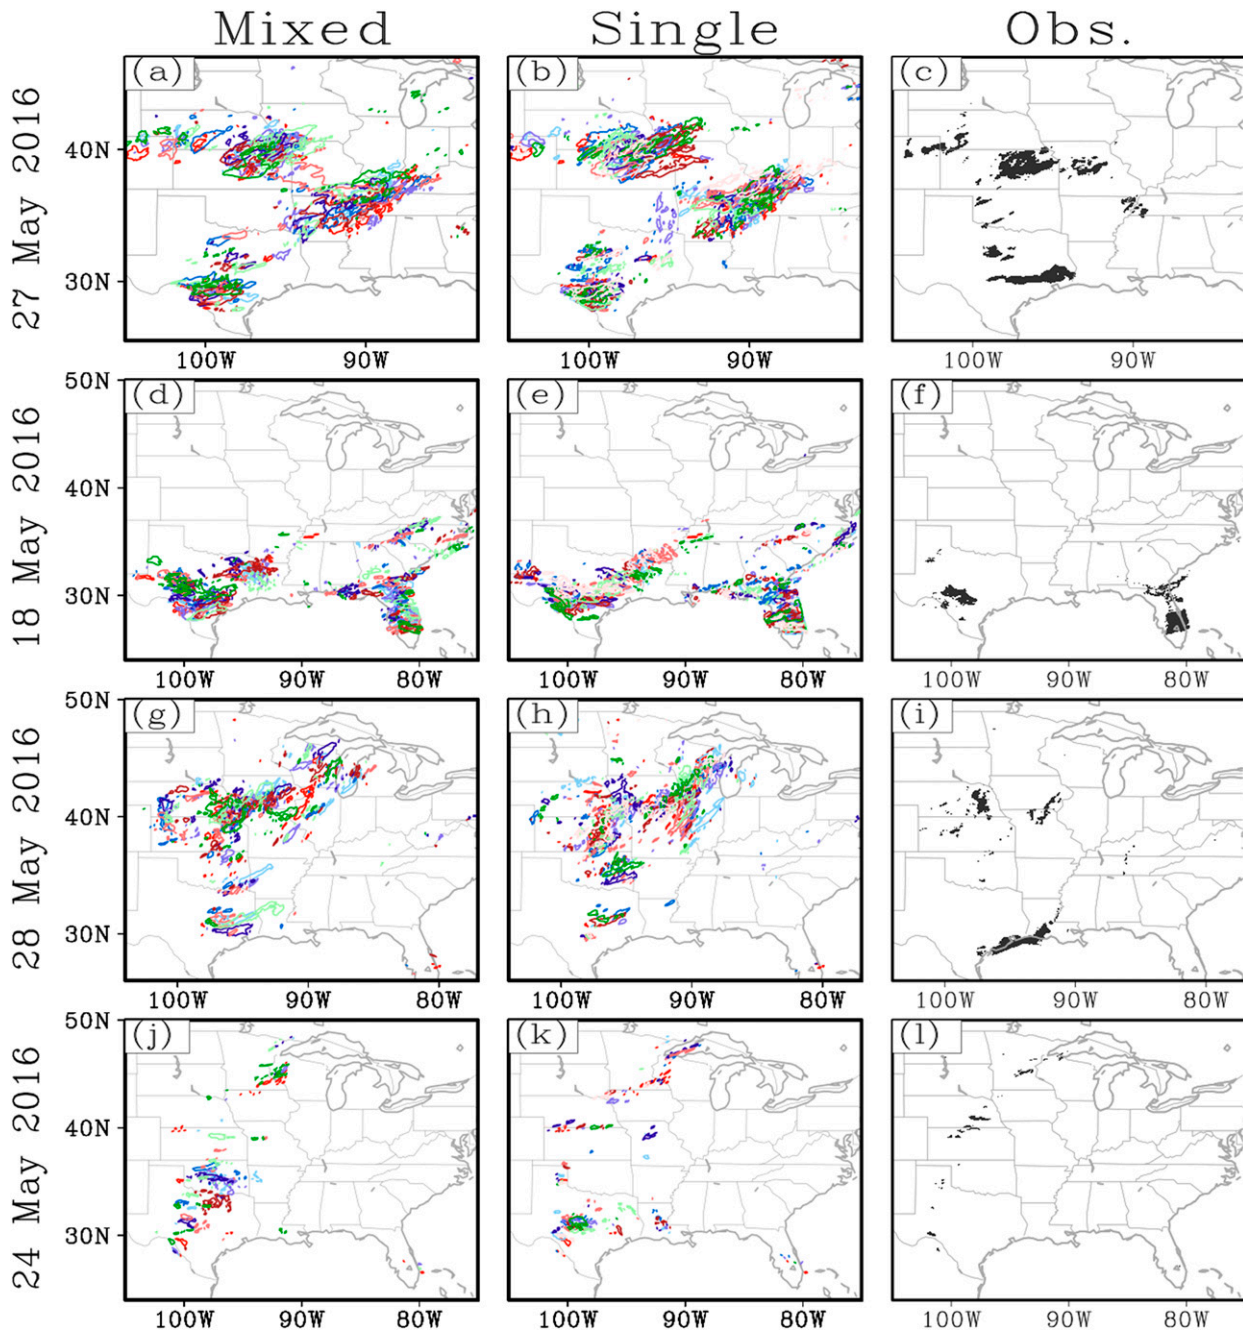 Mixed Single Obs.
27 May 2016
(a) (b) (c)
40N
30N
100W 90W 100W 90W 100W 90W
18 May 2016
50N (d) (e) (f)
40N
30N
100W 90W 80W 100W 90W 80W 100W 90W 80W
28 May 2016
50N (g) (h) (i)
40N
30N
100W 90W 80W 100W 90W 80W 100W 90W 80W
24 May 2016
50N (j) (k) (l)
40N
30N
100W 90W 80W 100W 90W 80W 100W 90W 80W